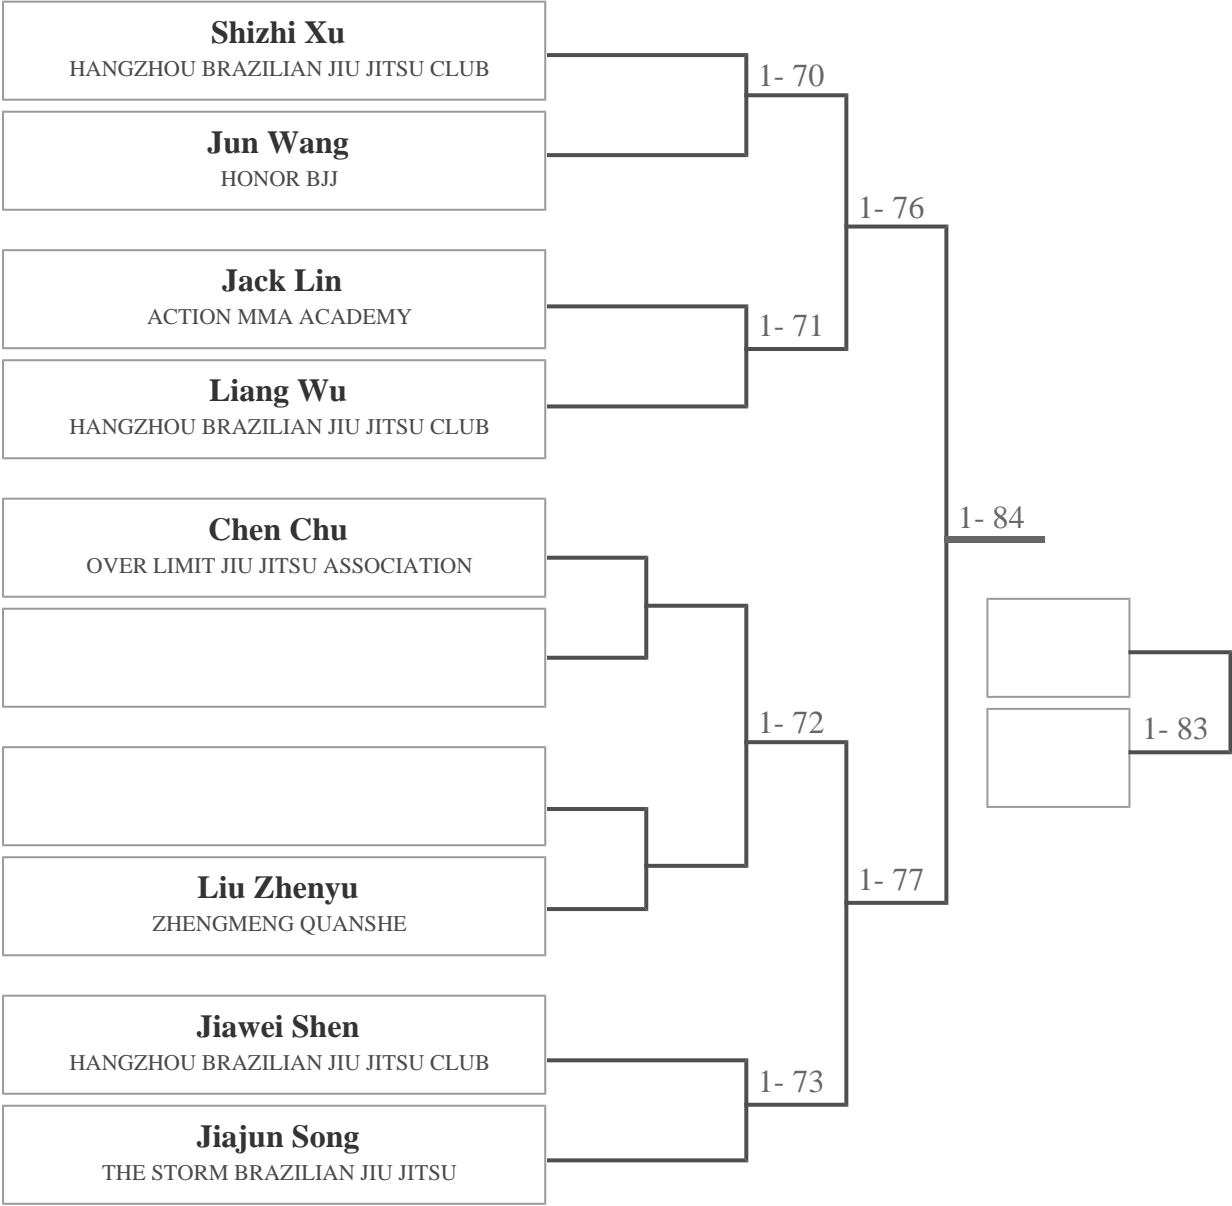 Shizhi Xu
HANGZHOU BRAZILIAN JIU JITSU CLUB
1- 70
Jun Wang
HONOR BJJ
1- 76
Jack Lin
ACTION MMA ACADEMY
1- 71
Liang Wu
HANGZHOU BRAZILIAN JIU JITSU CLUB
Chen Chu
OVER LIMIT JIU JITSU ASSOCIATION
1- 84
1- 72
1- 83
Liu Zhenyu
ZHENGMENG QUANSHE
1- 77
Jiawei Shen
HANGZHOU BRAZILIAN JIU JITSU CLUB
1- 73
Jiajun Song
THE STORM BRAZILIAN JIU JITSU